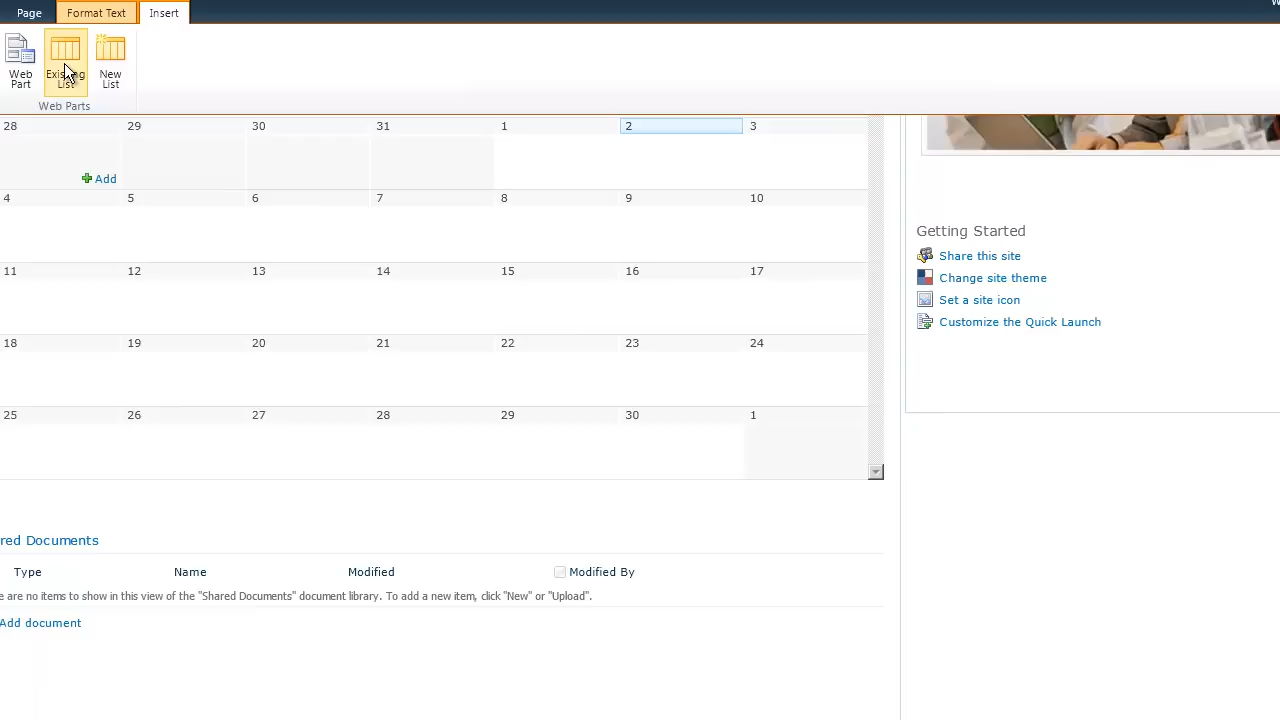 Page Format Text Insert
Web Part
Existing List
New List
Web Parts
28 29 30 31 1 2 3
Add
4 5 6 7 8 9 10
11 12 13 14 15 16 17
18 19 20 21 22 23 24
25 26 27 28 29 30 1
Getting Started
Share this site
Change site theme
Set a site icon
Customize the Quick Launch
red Documents
Type Name Modified Modified By
e are no items to show in this view of the "Shared Documents" document library. To add a new item, click "New" or "Upload".
Add document